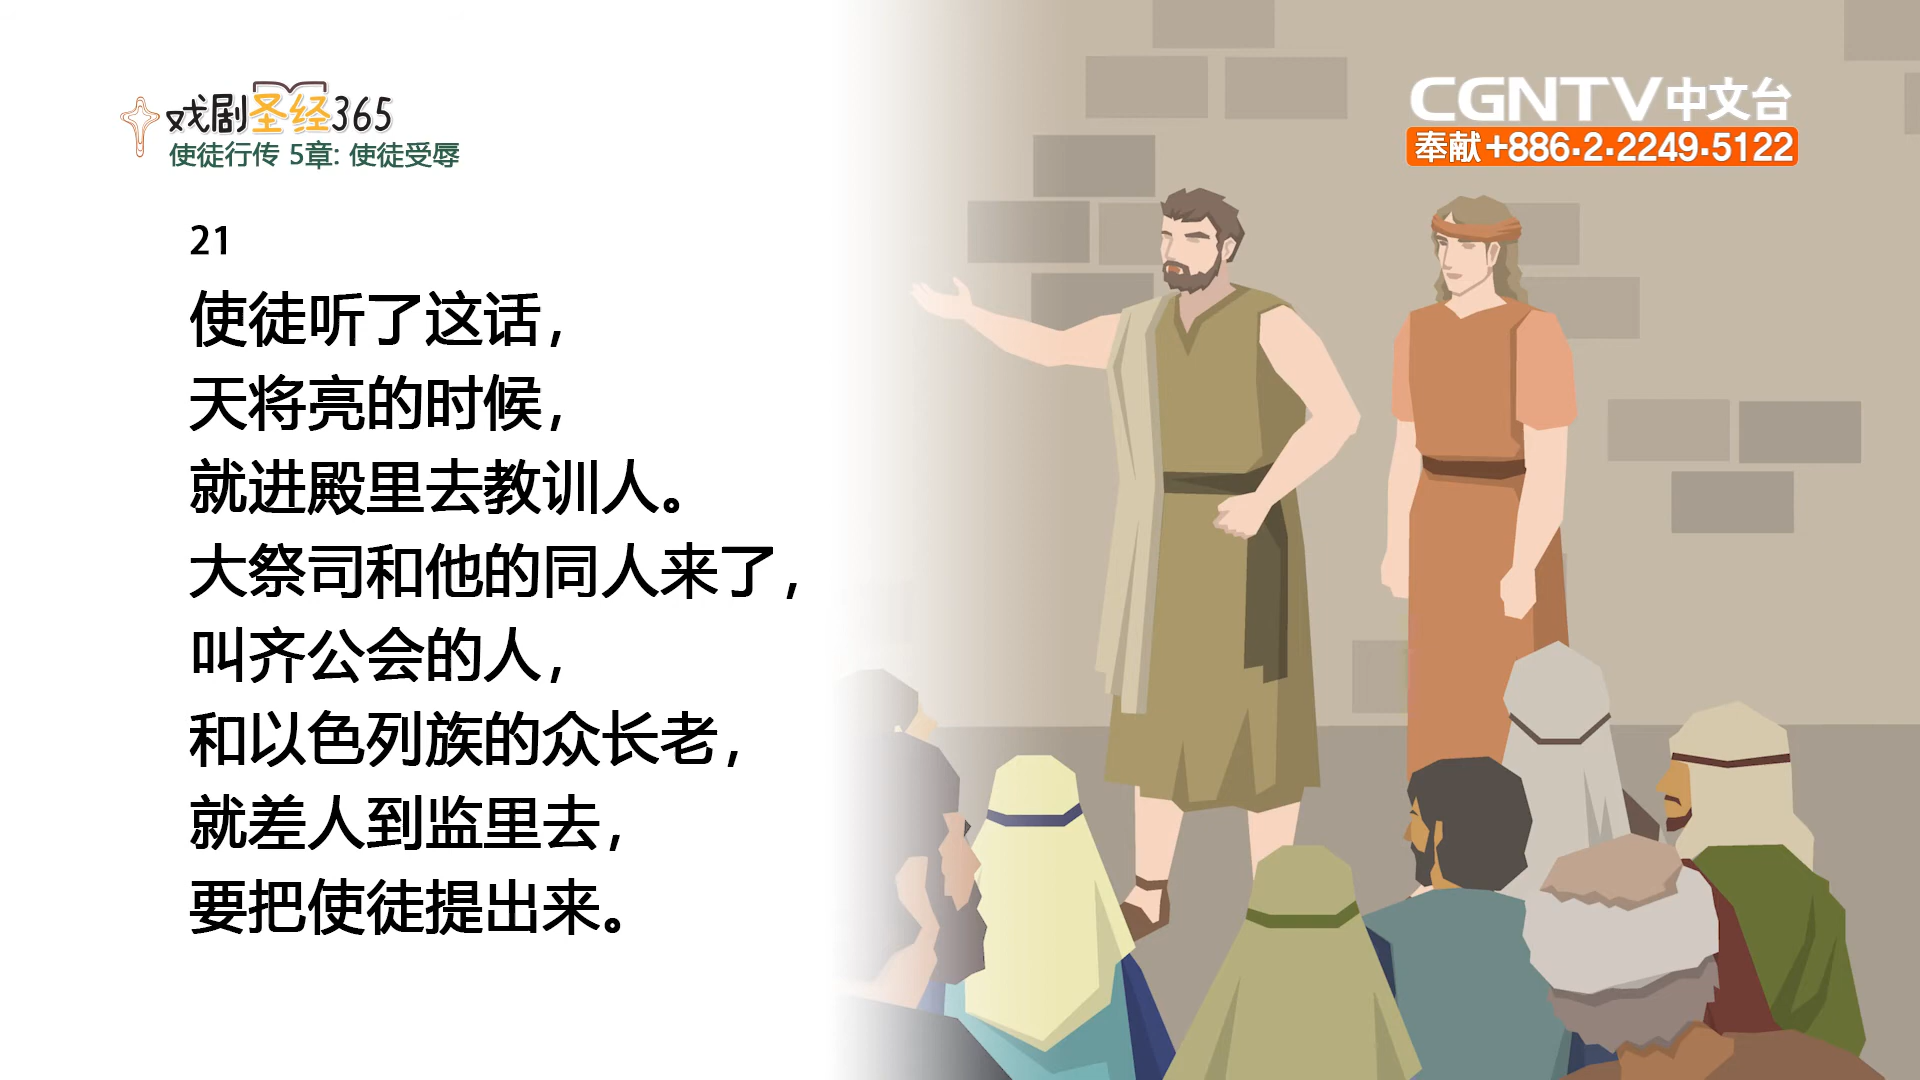 戏剧圣经365
使徒行传 5章: 使徒受辱
CGNTV中文台
奉献+886·2·2249·5122
21
使徒听了这话，
天将亮的时候，
就进殿里去教训人。
大祭司和他的同人来了，
叫齐公会的人，
和以色列族的众长老，
就差人到监里去，
要把使徒提出来。